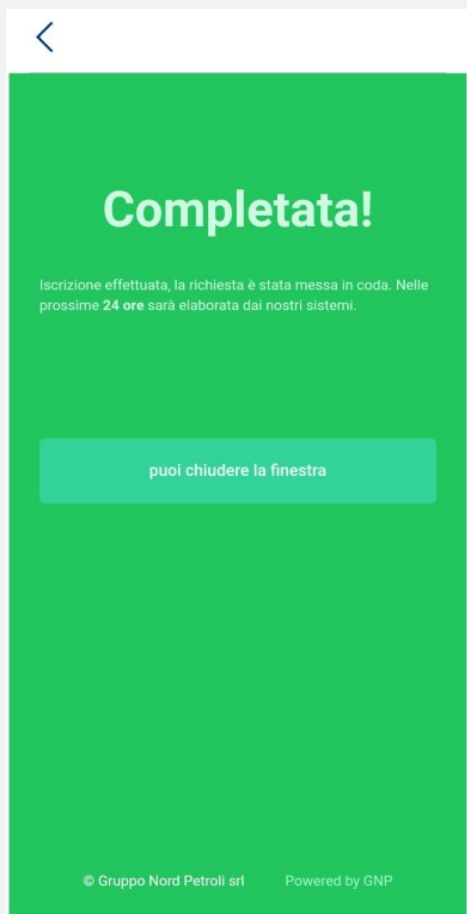 Completata!
Iscrizione effettuata, la richiesta è stata messa in coda. Nelle
prossime 24 ore sarà elaborata dai nostri sistemi.
puoi chiudere la finestra
© Gruppo Nord Petroli srl Powered by GNP